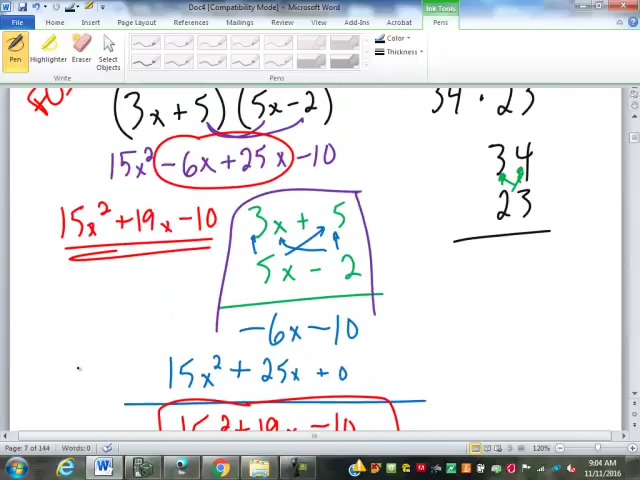 Doc4 [Compatibility Mode] - Microsoft Word
Ink Tools
File Home Insert Page Layout References Mailings Review View Add-Ins Acrobat Pens
Pen Highlighter Eraser Select Objects
Color
Thickness
Write Pens
(3x + 5) (5x - 2) 34 · 23
15x² - 6x + 25x - 10
34
23
15x² + 19x - 10
3x + 5
5x - 2
- 6x - 10
15x² + 25x + 0
15x² + 19x - 10
Page: 7 of 144 Words: 0 120%
9:04 AM
11/11/2016